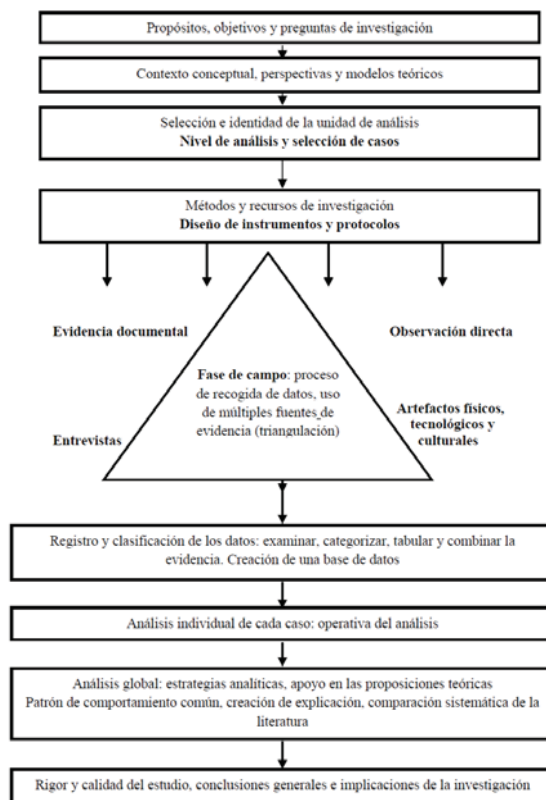 Propósitos, objetivos y preguntas de investigación
Contexto conceptual, perspectivas y modelos teóricos
Selección e identidad de la unidad de análisis
Nivel de análisis y selección de casos
Métodos y recursos de investigación
Diseño de instrumentos y protocolos
Evidencia documental
Observación directa
Fase de campo: proceso
de recogida de datos, uso
de múltiples fuentes de
evidencia (triangulación)
Entrevistas
Artefactos físicos,
tecnológicos y
culturales
Registro y clasificación de los datos: examinar, categorizar, tabular y combinar la
evidencia. Creación de una base de datos
Análisis individual de cada caso: operativa del análisis
Análisis global: estrategias analíticas, apoyo en las proposiciones teóricas
Patrón de comportamiento común, creación de explicación, comparación sistemática de la
literatura
Rigor y calidad del estudio, conclusiones generales e implicaciones de la investigación